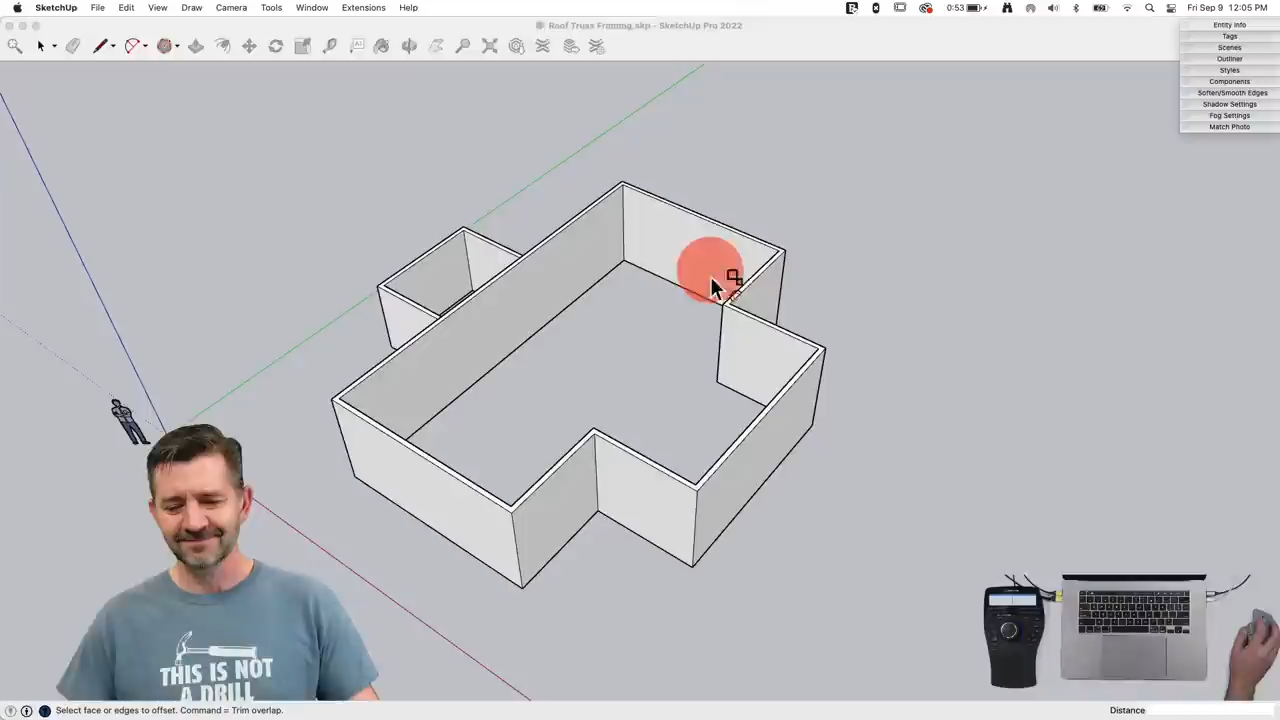 SketchUp File Edit View Draw Camera Tools Window Extensions Help 0:53 Fri Sep 9 12:05 PM
Roof Truss Framing.skp - SketchUp Pro 2022
Entity Info
Tags
Scenes
Outliner
Styles
Components
Soften/Smooth Edges
Shadow Settings
Fog Settings
Match Photo
THIS IS NOT
A DRILL
Select face or edges to offset. Command = Trim overlap.
Distance